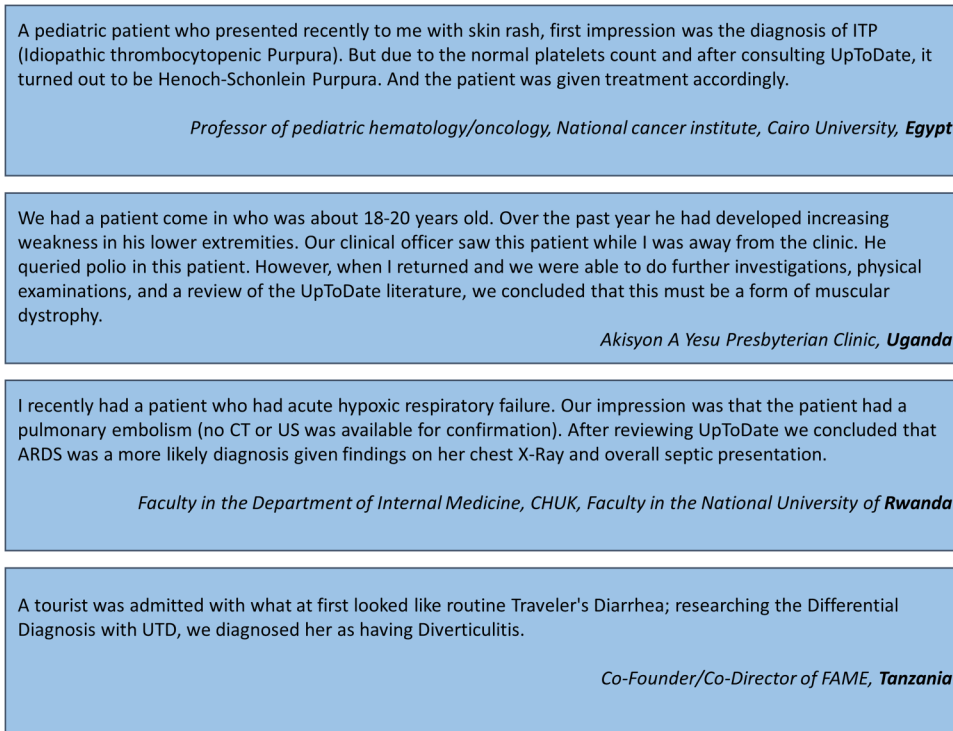 A pediatric patient who presented recently to me with skin rash, first impression was the diagnosis of ITP
(Idiopathic thrombocytopenic Purpura). But due to the normal platelets count and after consulting UpToDate, it
turned out to be Henoch-Schonlein Purpura. And the patient was given treatment accordingly.
Professor of pediatric hematology/oncology, National cancer institute, Cairo University, Egypt
We had a patient come in who was about 18-20 years old. Over the past year he had developed increasing
weakness in his lower extremities. Our clinical officer saw this patient while I was away from the clinic. He
queried polio in this patient. However, when I returned and we were able to do further investigations, physical
examinations, and a review of the UpToDate literature, we concluded that this must be a form of muscular
dystrophy.
Akisyon A Yesu Presbyterian Clinic, Uganda
I recently had a patient who had acute hypoxic respiratory failure. Our impression was that the patient had a
pulmonary embolism (no CT or US was available for confirmation). After reviewing UpToDate we concluded that
ARDS was a more likely diagnosis given findings on her chest X-Ray and overall septic presentation.
Faculty in the Department of Internal Medicine, CHUK, Faculty in the National University of Rwanda
A tourist was admitted with what at first looked like routine Traveler's Diarrhea; researching the Differential
Diagnosis with UTD, we diagnosed her as having Diverticulitis.
Co-Founder/Co-Director of FAME, Tanzania